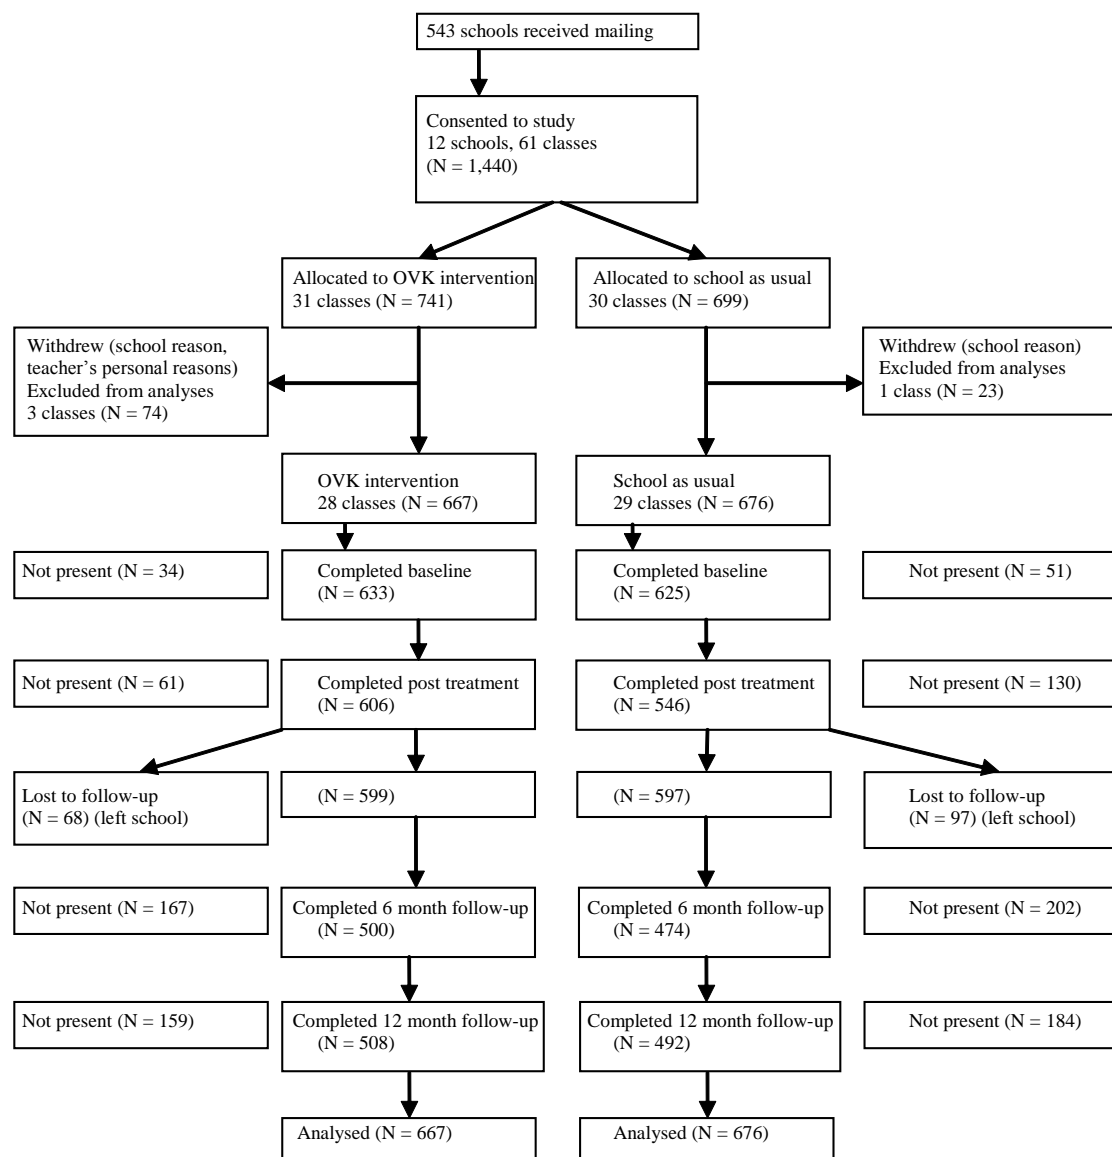 543 schools received mailing
Consented to study
12 schools, 61 classes
(N = 1,440)
Allocated to OVK intervention
31 classes (N = 741)
Allocated to school as usual
30 classes (N = 699)
Withdrew (school reason,
teacher's personal reasons)
Excluded from analyses
3 classes (N = 74)
Withdrew (school reason)
Excluded from analyses
1 class (N = 23)
OVK intervention
28 classes (N = 667)
School as usual
29 classes (N = 676)
Not present (N = 34)
Completed baseline
(N = 633)
Completed baseline
(N = 625)
Not present (N = 51)
Not present (N = 61)
Completed post treatment
(N = 606)
Completed post treatment
(N = 546)
Not present (N = 130)
Lost to follow-up
(N = 68) (left school)
(N = 599)
(N = 597)
Lost to follow-up
(N = 97) (left school)
Not present (N = 167)
Completed 6 month follow-up
(N = 500)
Completed 6 month follow-up
(N = 474)
Not present (N = 202)
Not present (N = 159)
Completed 12 month follow-up
(N = 508)
Completed 12 month follow-up
(N = 492)
Not present (N = 184)
Analysed (N = 667)
Analysed (N = 676)